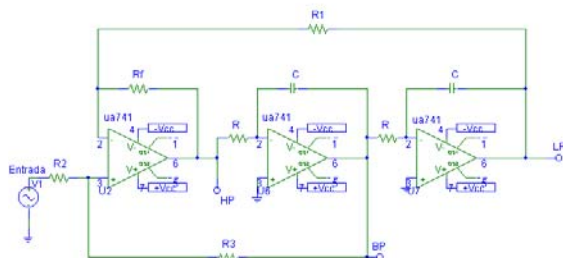 R1
Rf
C
C
ua741
R
ua741
R
ua741
4
-Vcc
1
4
-Vcc
1
4
-Vcc
1
2
-
V-
2
-
V-
2
-
V-
6
6
6
LP
Entrada
R2
3
+
V+
3
+
V+
3
+
V+
V1
U2
7
+Vcc
7
+Vcc
U7
7
+Vcc
HP
BP
R3